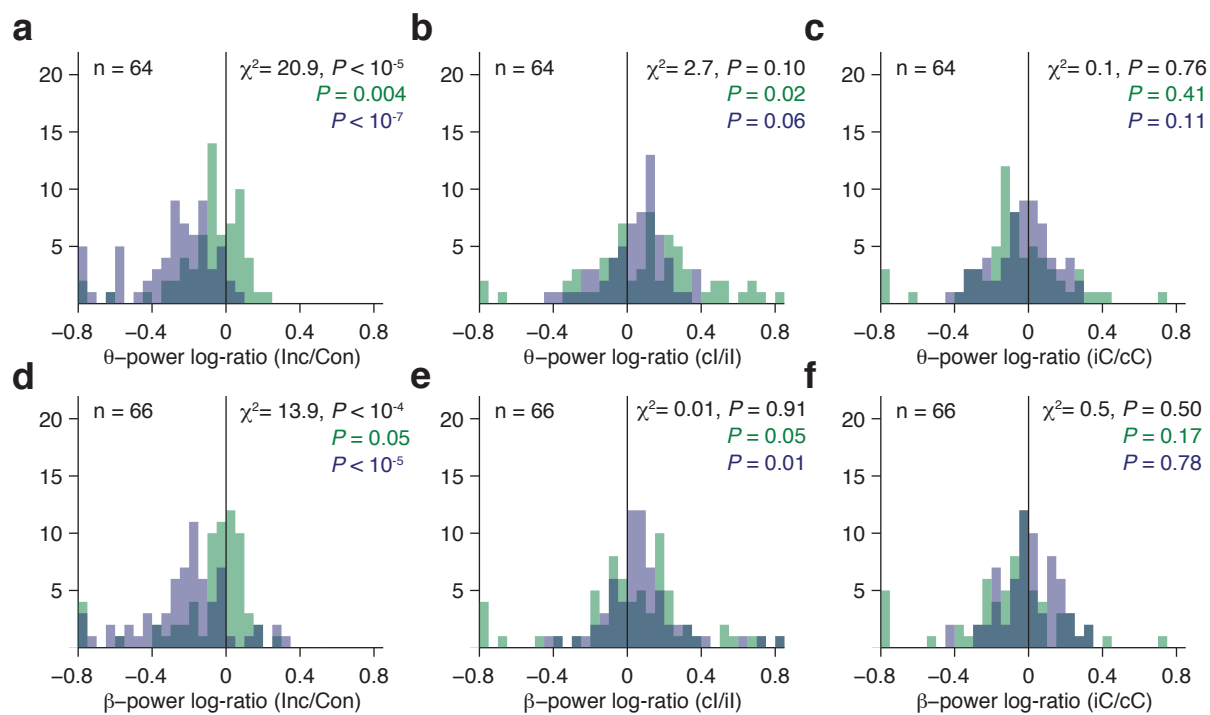 a
n = 64
χ²= 20.9, P < 10⁻⁵
P = 0.004
P < 10⁻⁷
20
15
10
5
−0.8 −0.4 0 0.4 0.8
θ−power log-ratio (Inc/Con)
b
n = 64
χ²= 2.7, P = 0.10
P = 0.02
P = 0.06
20
15
10
5
−0.8 −0.4 0 0.4 0.8
θ−power log-ratio (cI/iI)
c
n = 64
χ²= 0.1, P = 0.76
P = 0.41
P = 0.11
20
15
10
5
−0.8 −0.4 0 0.4 0.8
θ−power log-ratio (iC/cC)
d
n = 66
χ²= 13.9, P < 10⁻⁴
P = 0.05
P < 10⁻⁵
20
15
10
5
−0.8 −0.4 0 0.4 0.8
β−power log-ratio (Inc/Con)
e
n = 66
χ²= 0.01, P = 0.91
P = 0.05
P = 0.01
20
15
10
5
−0.8 −0.4 0 0.4 0.8
β−power log-ratio (cI/iI)
f
n = 66
χ²= 0.5, P = 0.50
P = 0.17
P = 0.78
20
15
10
5
−0.8 −0.4 0 0.4 0.8
β−power log-ratio (iC/cC)